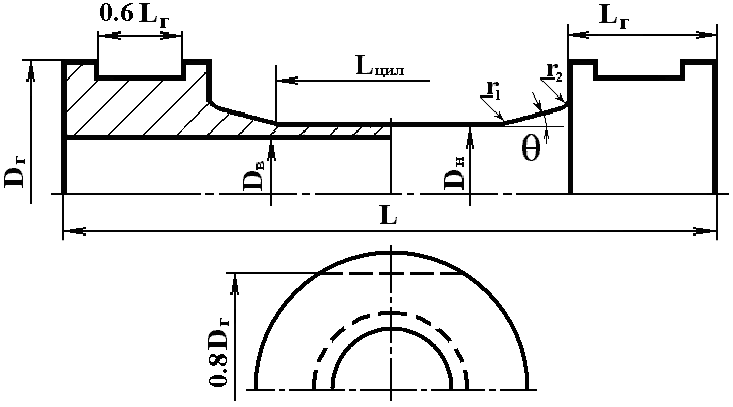 0.6 Lг
Lг
Lцил
r1
r2
θ
Dг
Dв
Dн
L
0.8 Dг